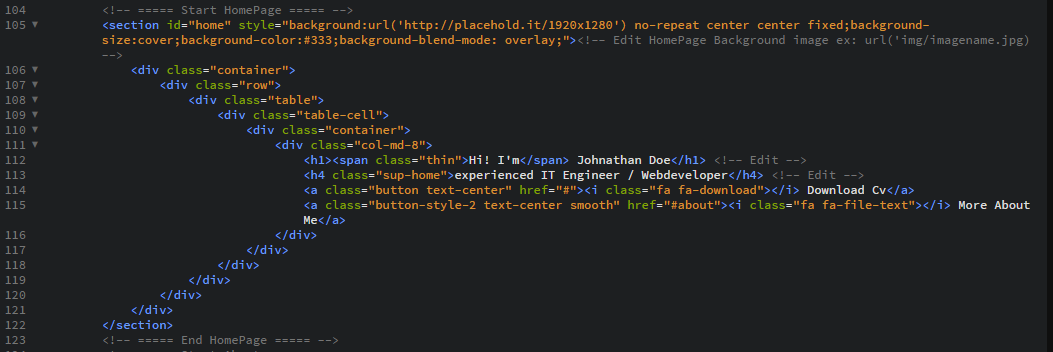 104 <!-- ===== Start HomePage ===== -->
105 <section id="home" style="background:url('http://placehold.it/1920x1280') no-repeat center center fixed;background-
size:cover;background-color:#333;background-blend-mode: overlay;"><!-- Edit HomePage Background image ex: url('img/imagename.jpg)
-->
106 <div class="container">
107 <div class="row">
108 <div class="table">
109 <div class="table-cell">
110 <div class="container">
111 <div class="col-md-8">
112 <h1><span class="thin">Hi! I'm</span> Johnathan Doe</h1> <!-- Edit -->
113 <h4 class="sup-home">experienced IT Engineer / Webdeveloper</h4> <!-- Edit -->
114 <a class="button text-center" href="#"><i class="fa fa-download"></i> Download Cv</a>
115 <a class="button-style-2 text-center smooth" href="#about"><i class="fa fa-file-text"></i> More About
Me</a>
116 </div>
117 </div>
118 </div>
119 </div>
120 </div>
121 </div>
122 </section>
123 <!-- ===== End HomePage ===== -->